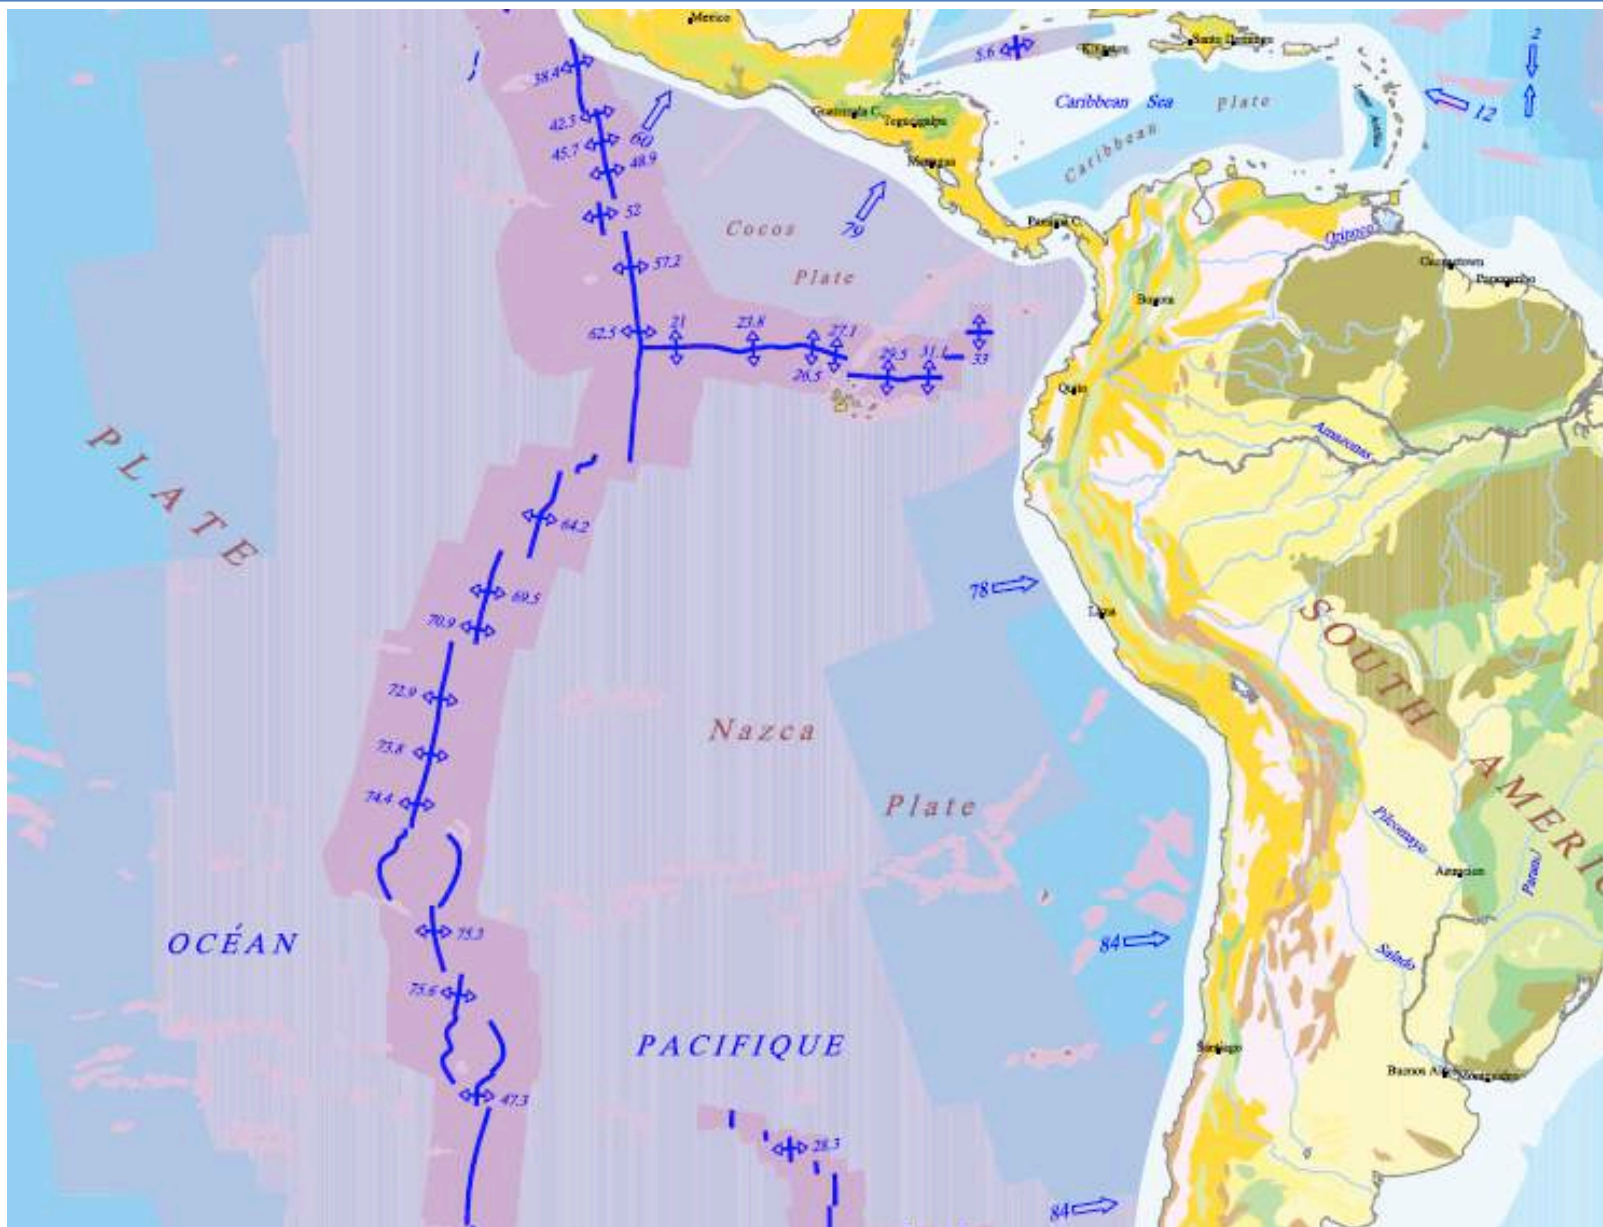 Mexico
Kingston
Santo Domingo
5.6
2
38.4
Caribbean Sea
Plate
Caribbean
Lesser Antilles
12
42.3
60
45.7
48.9
Guatemala C.
Tegucigalpa
Managua
52
79
Cocos
Plate
Panama C.
Orinoco
57.2
Georgetown
Paramaribo
Bogota
62.5
21
23.8
27.1
26.5
29.5
31.1
33
Quito
Amazonas
PLATE
64.2
69.5
70.9
78
Lima
SOUTH
72.9
73.8
74.4
Nazca
Plate
AMERIC
Pilcomayo
Asuncion
Parana
OCÉAN
75.3
84
Salado
75.6
PACIFIQUE
Santiago
Buenos Aires
Montevideo
47.3
28.3
84